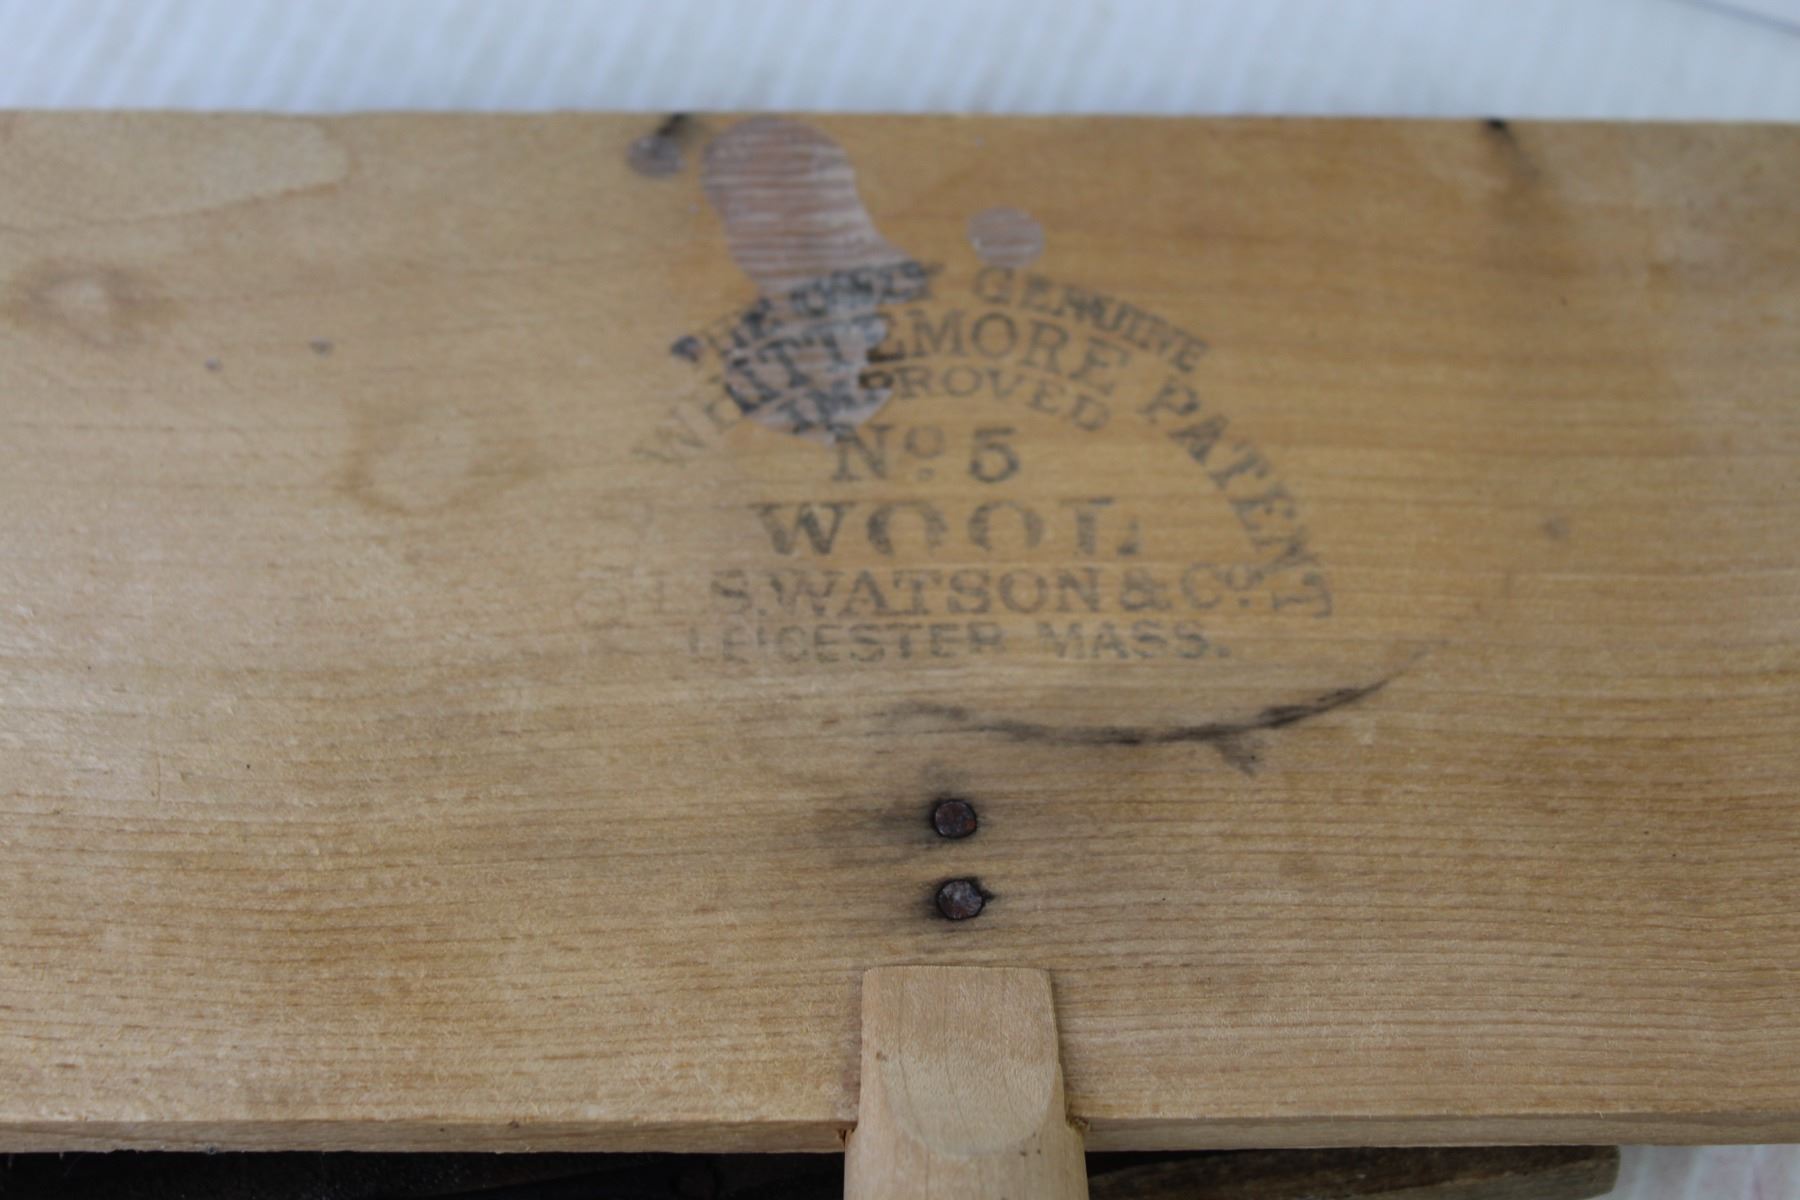 THE ONLY GENUINE
WHITTEMORE PATENT
IMPROVED
No. 5
WOOL
L.S. WATSON & Co.
LEICESTER MASS.